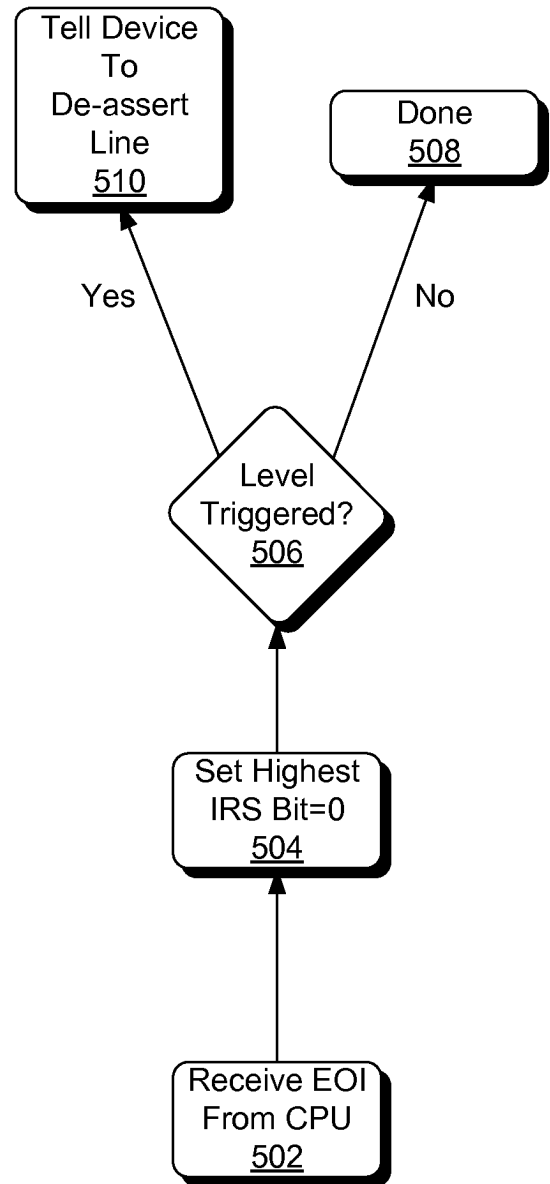 Tell Device
To
De-assert
Line
510
Done
508
Yes
No
Level
Triggered?
506
Set Highest
IRS Bit=0
504
Receive EOI
From CPU
502